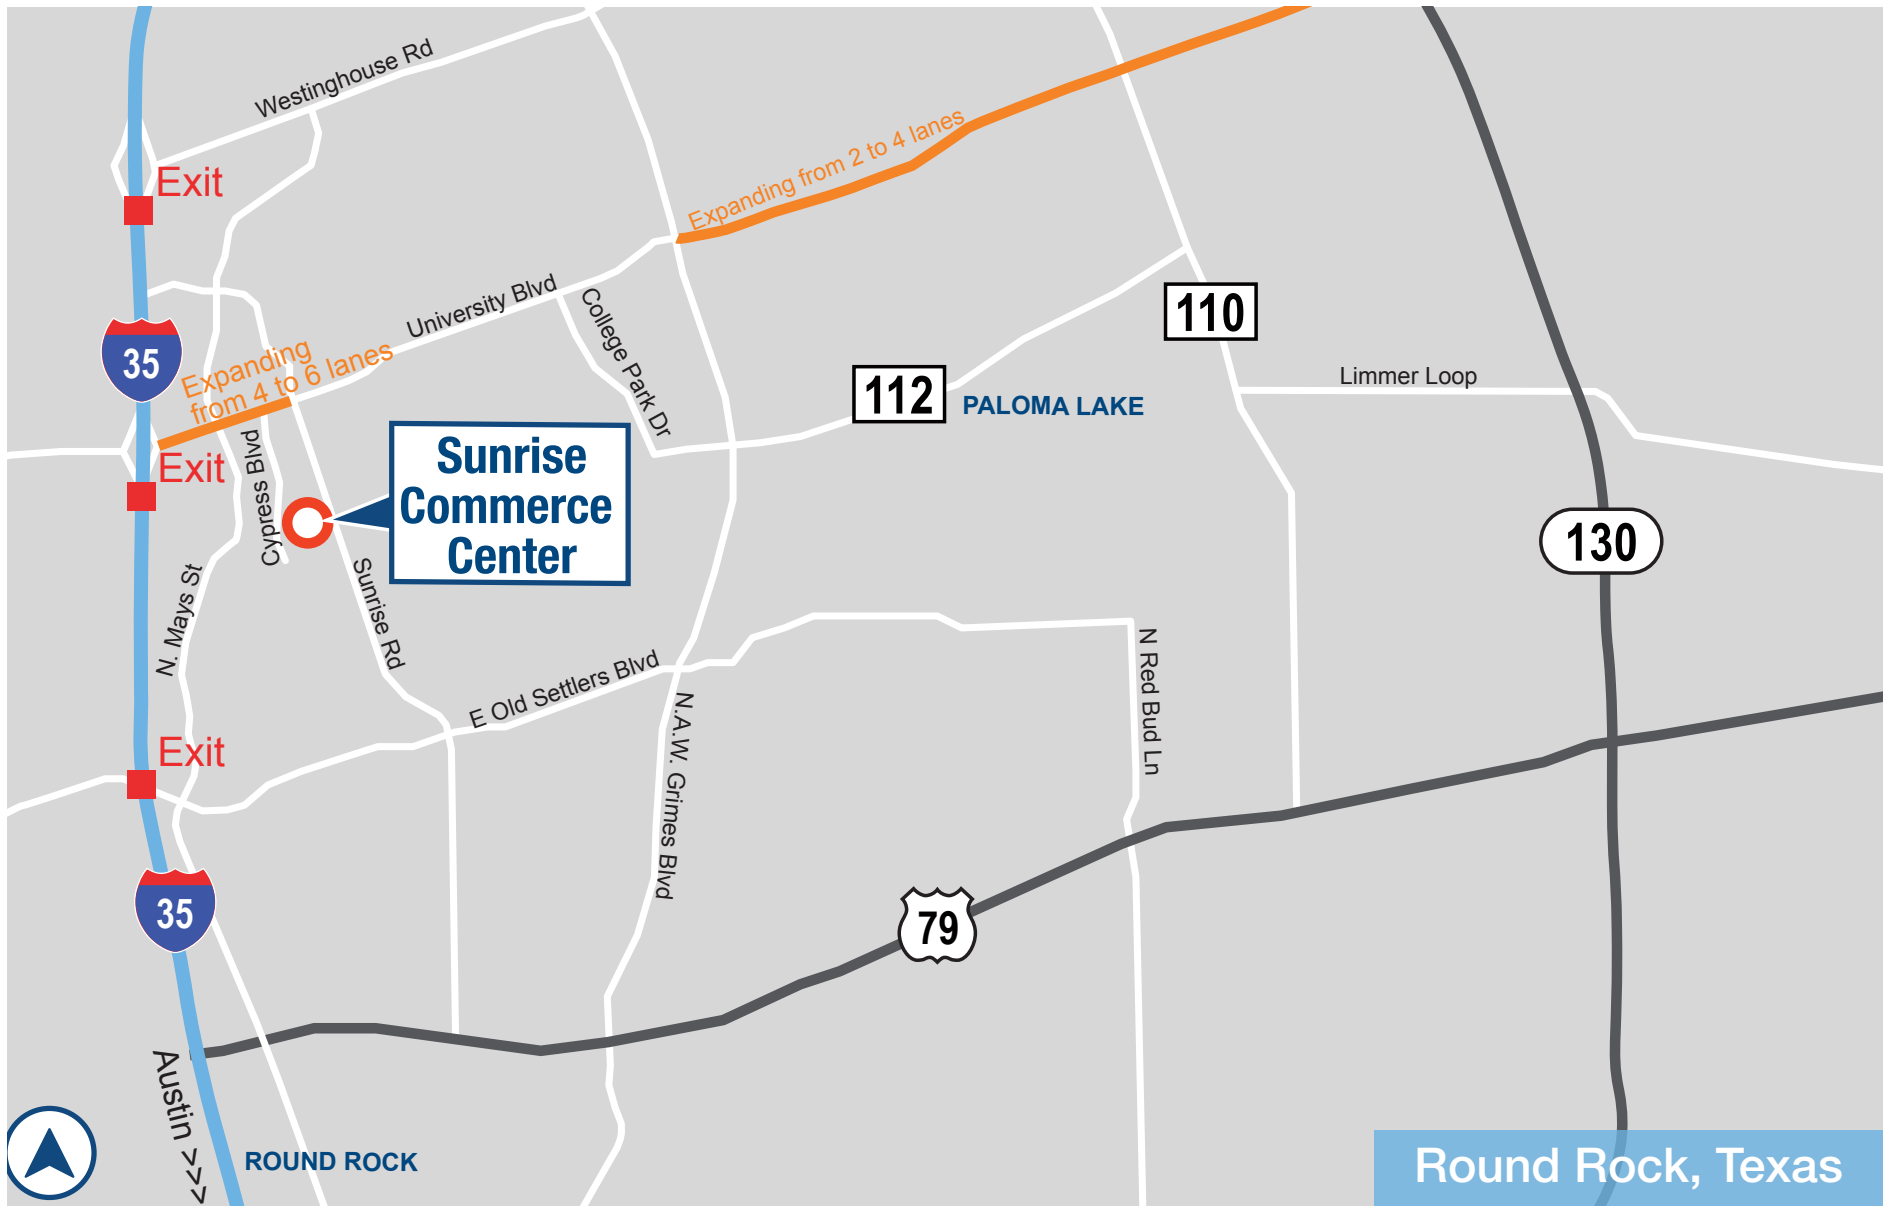 Westinghouse Rd
Exit
Expanding from 2 to 4 lanes
University Blvd
College Park Dr
110
35
Expanding
from 4 to 6 lanes
112
PALOMA LAKE
Limmer Loop
Exit
Cypress Blvd
Sunrise
Commerce
Center
130
N. Mays St
Sunrise Rd
E Old Settlers Blvd
N Red Bud Ln
N.A.W. Grimes Blvd
Exit
35
79
Austin >>>
ROUND ROCK
Round Rock, Texas